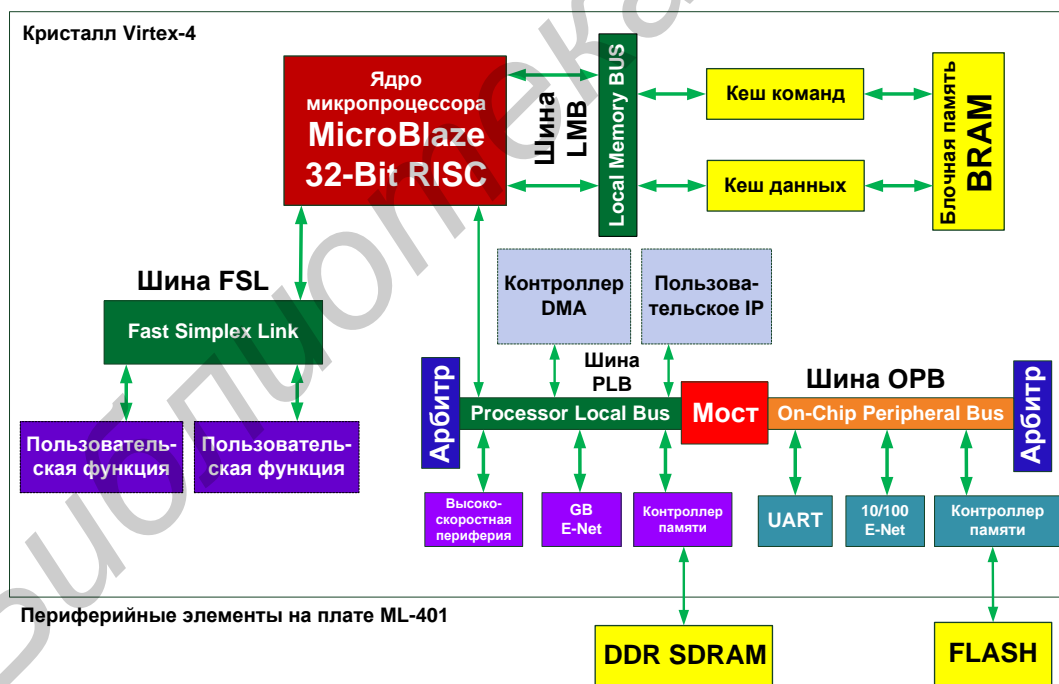 Кристалл Virtex-4
Ядро
микропроцессора
MicroBlaze
32-Bit RISC
Шина
LMB
Local Memory BUS
Кеш команд
Кеш данных
Блочная память
BRAM
Шина FSL
Fast Simplex Link
Пользователь-
ская функция
Пользователь-
ская функция
Контроллер
DMA
Пользова-
тельское IP
Шина
PLB
Арбитр
Processor Local Bus
Мост
Шина OPB
On-Chip Peripheral Bus
Арбитр
Высоко-
скоростная
периферия
GB
E-Net
Контроллер
памяти
UART
10/100
E-Net
Контроллер
памяти
Периферийные элементы на плате ML-401
DDR SDRAM
FLASH
Библиотека